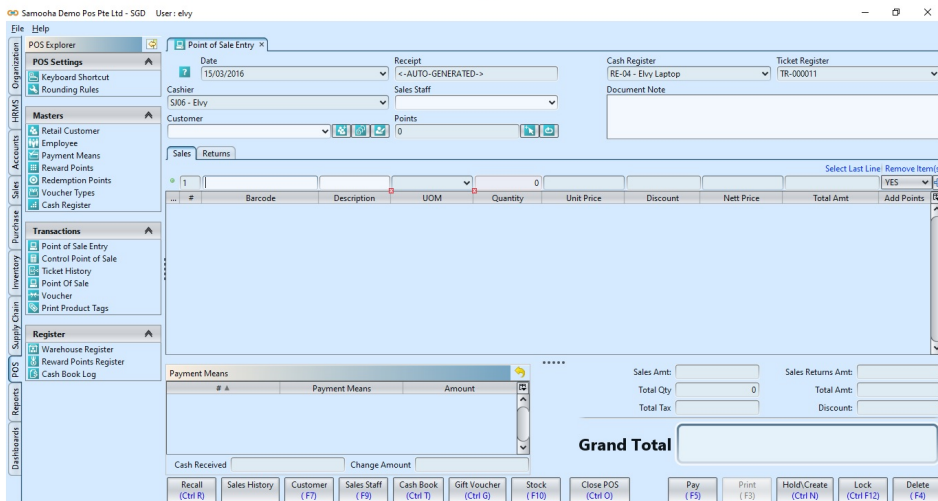 Samooha Demo Pos Pte Ltd - SGD User : elvy
File Help
Organization
HRMS
Accounts
Sales
Purchase
Inventory
Supply Chain
POS
Reports
Dashboards
POS Explorer
POS Settings
Keyboard Shortcut
Rounding Rules
Masters
Retail Customer
Employee
Payment Means
Reward Points
Redemption Points
Voucher Types
Cash Register
Transactions
Point of Sale Entry
Control Point of Sale
Ticket History
Point Of Sale
Voucher
Print Product Tags
Register
Warehouse Register
Reward Points Register
Cash Book Log
Point of Sale Entry ×
Date Receipt Cash Register Ticket Register
15/03/2016 <-AUTO-GENERATED-> RE-04 - Elvy Laptop TR-000011
Cashier Sales Staff Document Note
SJ06 - Elvy
Customer Points
0
Sales Returns
Select Last Line Remove Item(s
1 0 YES
... # Barcode Description UOM Quantity Unit Price Discount Nett Price Total Amt Add Points
Payment Means
# Payment Means Amount
Cash Received Change Amount
Sales Amt: Sales Returns Amt:
Total Qty 0 Total Amt:
Total Tax Discount:
Grand Total
Recall Sales History Customer Sales Staff Cash Book Gift Voucher Stock Close POS Pay Print Hold\Create Lock Delete
(Ctrl R) ( F7) ( F9) (Ctrl T) (Ctrl G) ( F10) (Ctrl O) ( F5) ( F3) (Ctrl N) (Ctrl F12) ( F4)